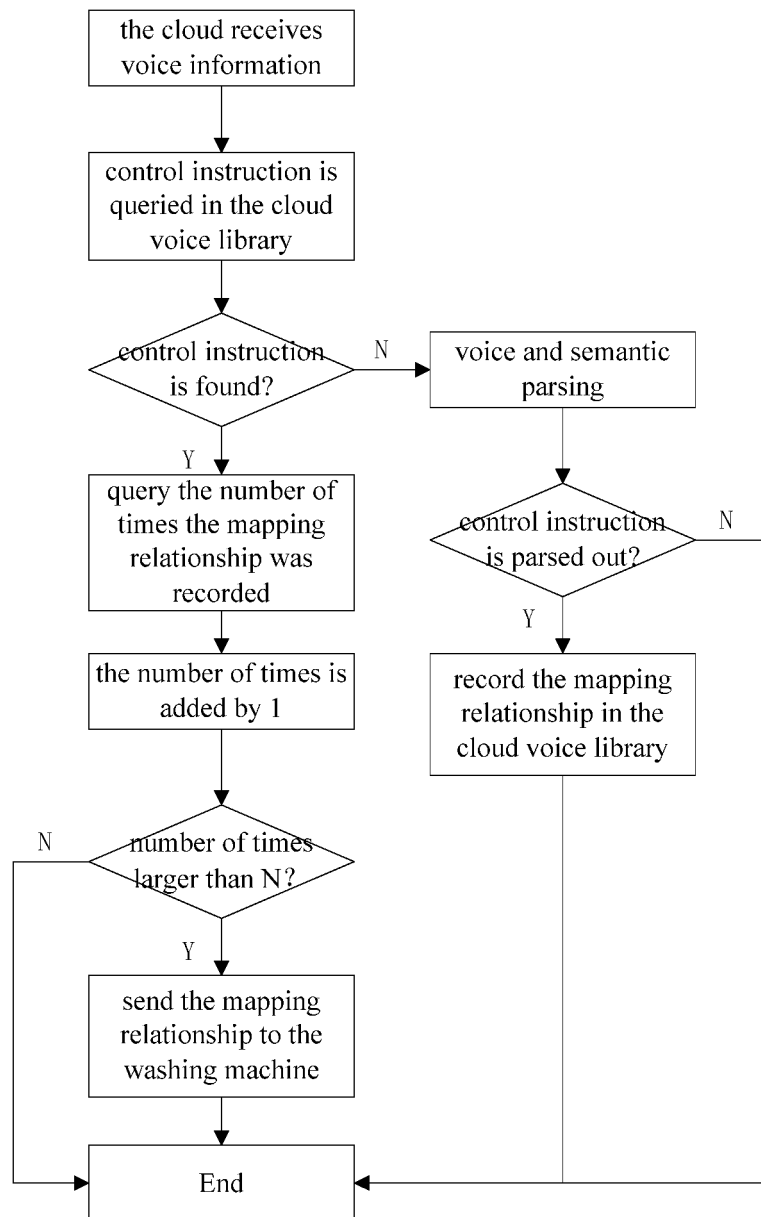 the cloud receives
voice information
control instruction is
queried in the cloud
voice library
control instruction
is found?
N
voice and semantic
parsing
Y
query the number of
times the mapping
relationship was
recorded
control instruction
is parsed out?
N
Y
the number of times is
added by 1
record the mapping
relationship in the
cloud voice library
number of times
larger than N?
N
Y
send the mapping
relationship to the
washing machine
End